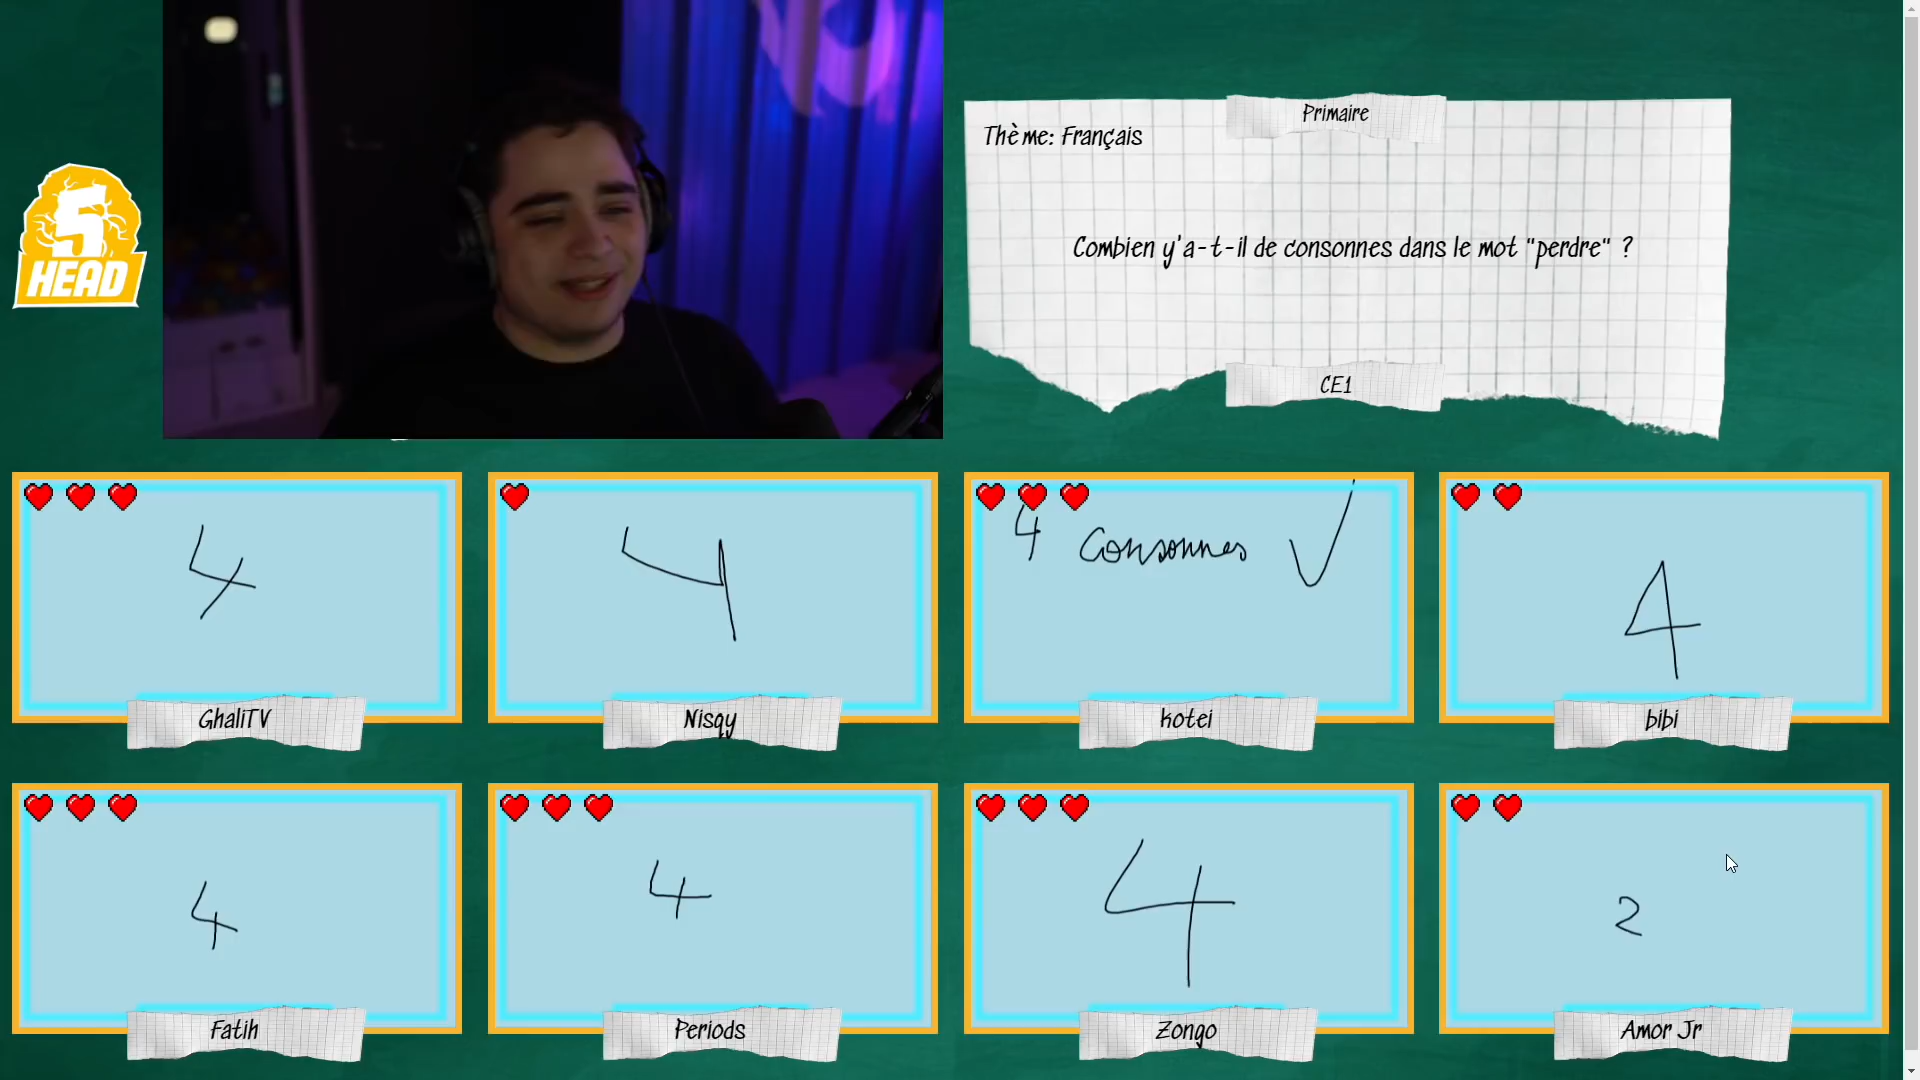 5
HEAD
Primaire
Thème: Français
Combien y'a-t-il de consonnes dans le mot "perdre" ?
CE1
4
4
4 Consonnes
4
GhaliTV
Nisqy
kotei
bibi
4
4
4
2
Fatih
Periods
Zongo
Amor Jr